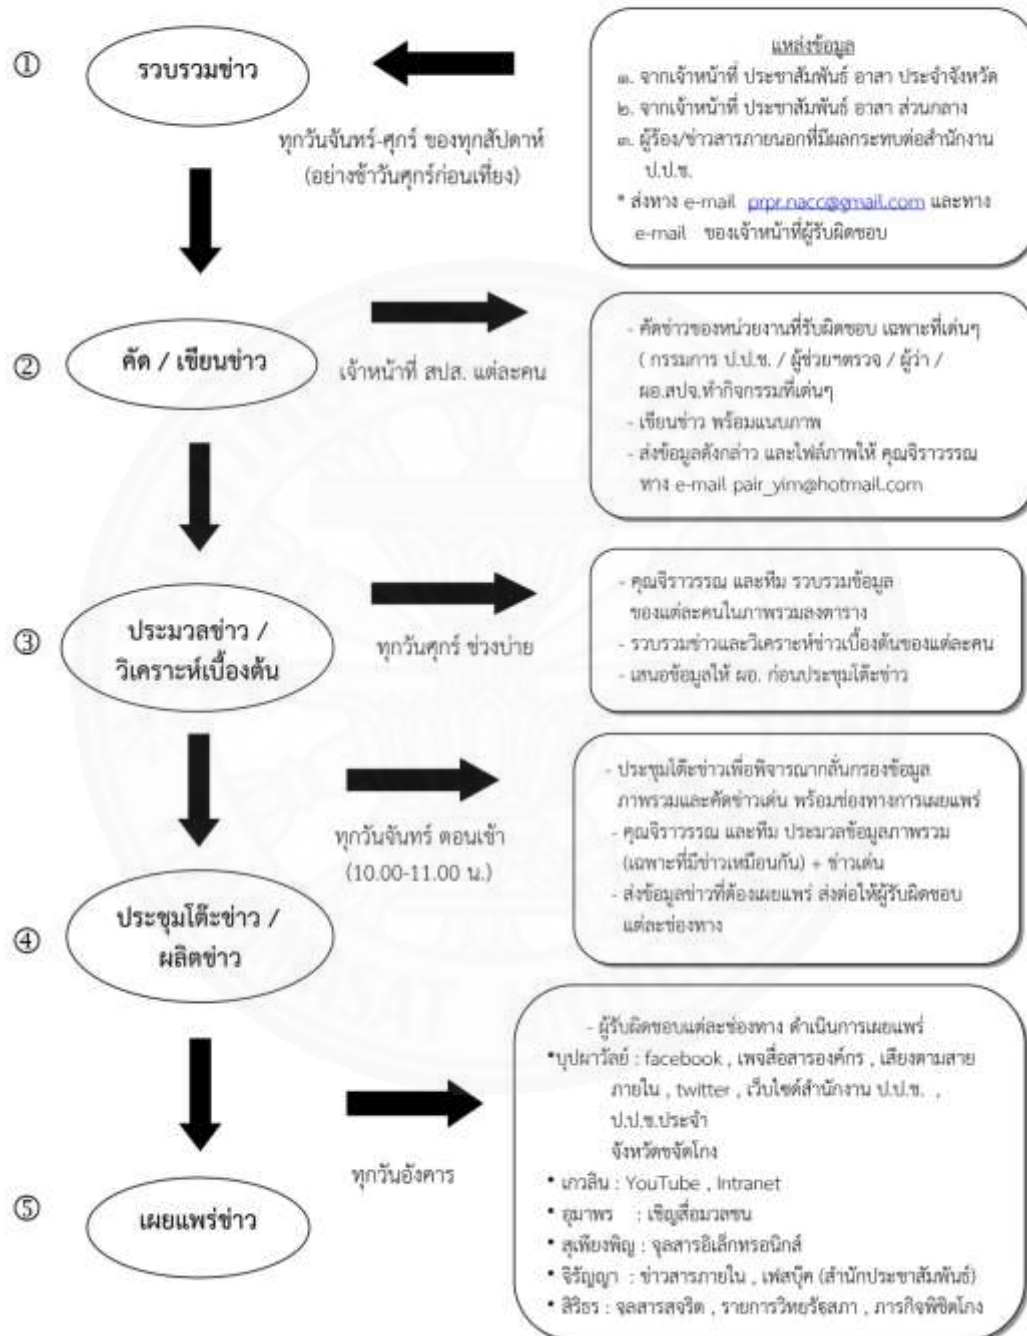 ①
รวบรวมข่าว
ทุกวันจันทร์-ศุกร์ ของทุกสัปดาห์
(อย่างช้าวันศุกร์ก่อนเที่ยง)
แหล่งข้อมูล
๑. จากเจ้าหน้าที่ ประชาสัมพันธ์ อาสา ประจำจังหวัด
๒. จากเจ้าหน้าที่ ประชาสัมพันธ์ อาสา ส่วนกลาง
๓. ผู้ร้อง/ข่าวสารภายนอกที่มีผลกระทบต่อสำนักงาน
ป.ป.ช.
* ส่งทาง e-mail prpr.nacc@gmail.com และทาง
e-mail ของเจ้าหน้าที่ผู้รับผิดชอบ
②
คัด / เขียนข่าว
เจ้าหน้าที่ สปส. แต่ละคน
- คัดข่าวของหน่วยงานที่รับผิดชอบ เฉพาะที่เด่นๆ
( กรรมการ ป.ป.ช. / ผู้ช่วยฯตรวจ / ผู้ว่า /
ผอ.สปจ.ทำกิจกรรมที่เด่นๆ
- เขียนข่าว พร้อมแนบภาพ
- ส่งข้อมูลดังกล่าว และไฟล์ภาพให้ คุณจิราวรรณ
ทาง e-mail pair_yim@hotmail.com
③
ประมวลข่าว /
วิเคราะห์เบื้องต้น
ทุกวันศุกร์ ช่วงบ่าย
- คุณจิราวรรณ และทีม รวบรวมข้อมูล
ของแต่ละคนในภาพรวมลงตาราง
- รวบรวมข่าวและวิเคราะห์ข่าวเบื้องต้นของแต่ละคน
- เสนอข้อมูลให้ ผอ. ก่อนประชุมโต๊ะข่าว
ทุกวันจันทร์ ตอนเช้า
(10.00-11.00 น.)
- ประชุมโต๊ะข่าวเพื่อพิจารณากลั่นกรองข้อมูล
ภาพรวมและคัดข่าวเด่น พร้อมช่องทางการเผยแพร่
- คุณจิราวรรณ และทีม ประมวลข้อมูลภาพรวม
(เฉพาะที่มีข่าวเหมือนกัน) + ข่าวเด่น
- ส่งข้อมูลข่าวที่ต้องเผยแพร่ ส่งต่อให้ผู้รับผิดชอบ
แต่ละช่องทาง
④
ประชุมโต๊ะข่าว /
ผลิตข่าว
ทุกวันอังคาร
- ผู้รับผิดชอบแต่ละช่องทาง ดำเนินการเผยแพร่
•บุปผาวัลย์ : facebook , เพจสื่อสารองค์กร , เสียงตามสาย
ภายใน , twitter , เว็บไซต์สำนักงาน ป.ป.ช. ,
ป.ป.ช.ประจำ
จังหวัดขจัดโกง
• เกวสิน : YouTube , Intranet
• อุมาพร : เชิญสื่อมวลชน
• สุเพียงพิญ : จุลสารอิเล็กทรอนิกส์
• จิรัญญา : ข่าวสารภายใน , เฟสบุ๊ค (สำนักประชาสัมพันธ์)
• สิริธร : จุลสารสุจริต , รายการวิทยุรัฐสภา , ภารกิจพิชิตโกง
⑤
เผยแพร่ข่าว